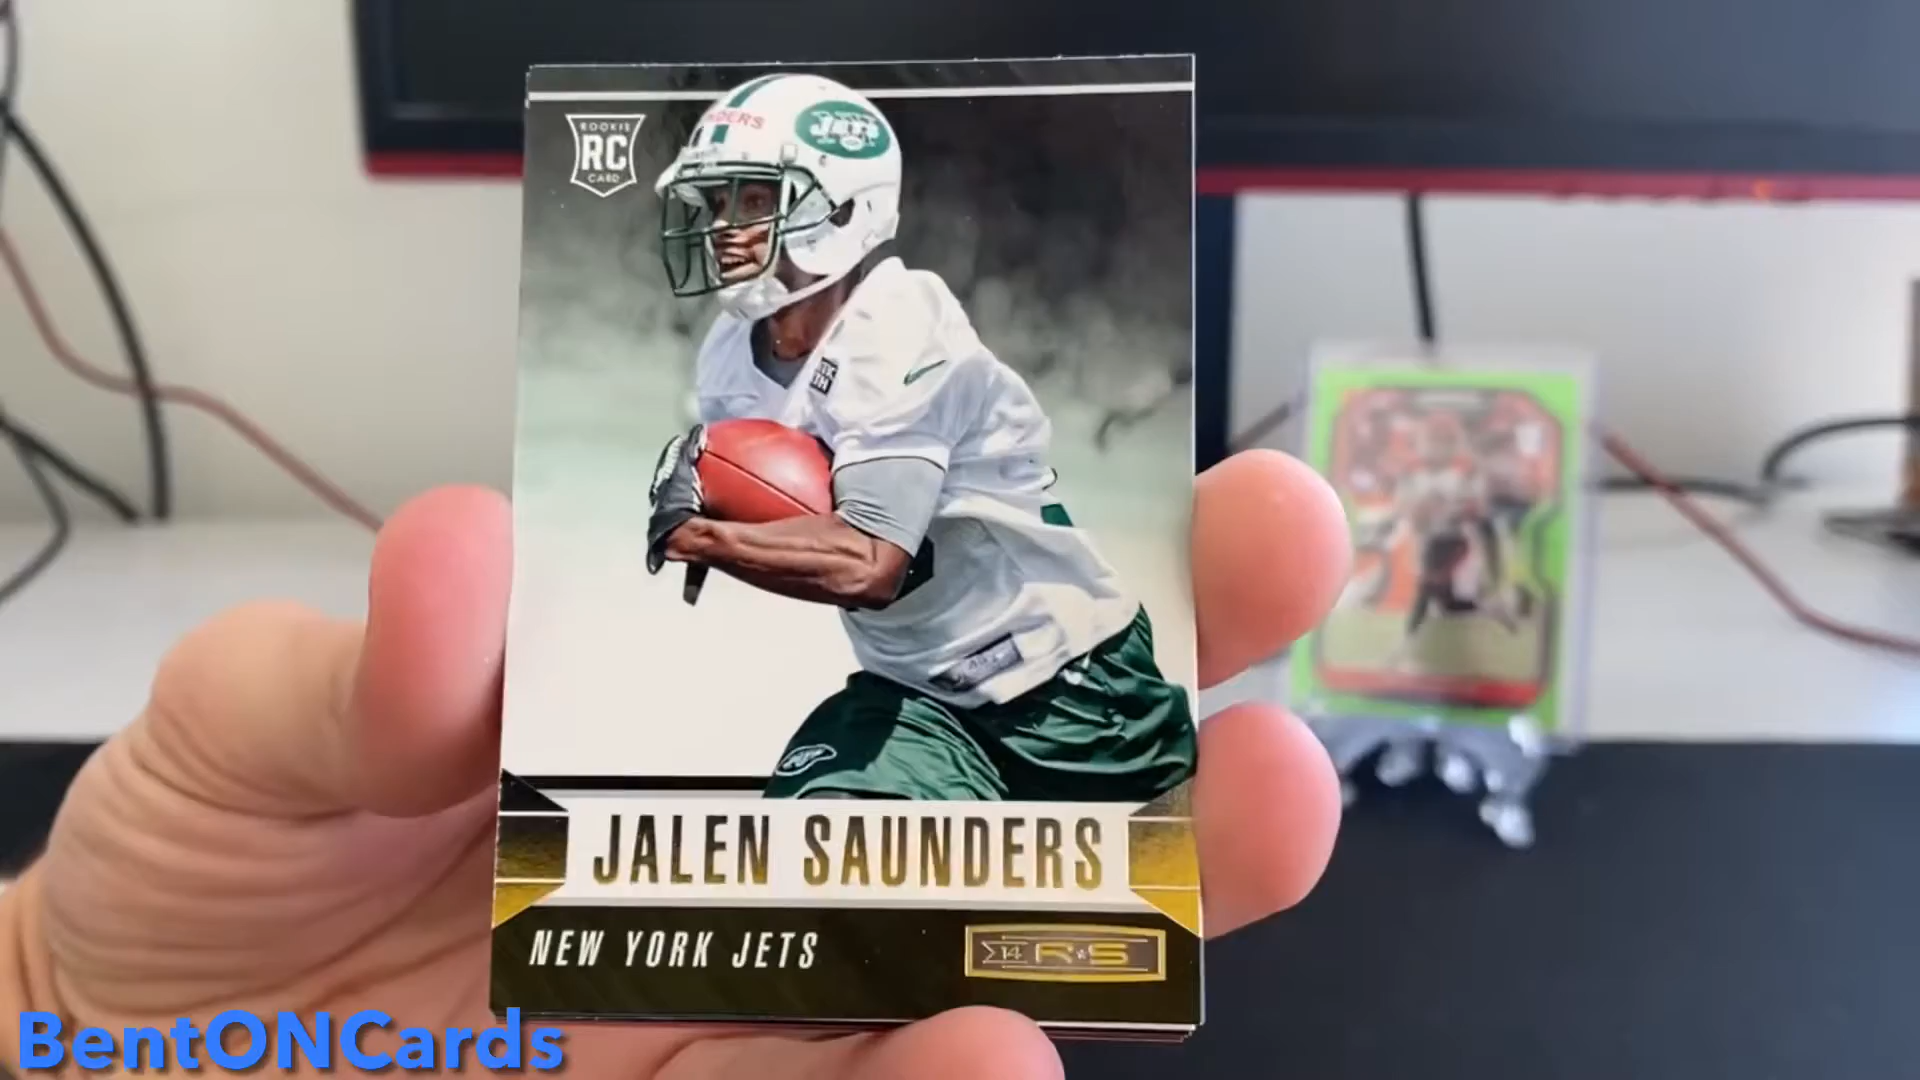 ROOKIE
RC
CARD
JETS
JALEN SAUNDERS
NEW YORK JETS
14 R S
BentONCards